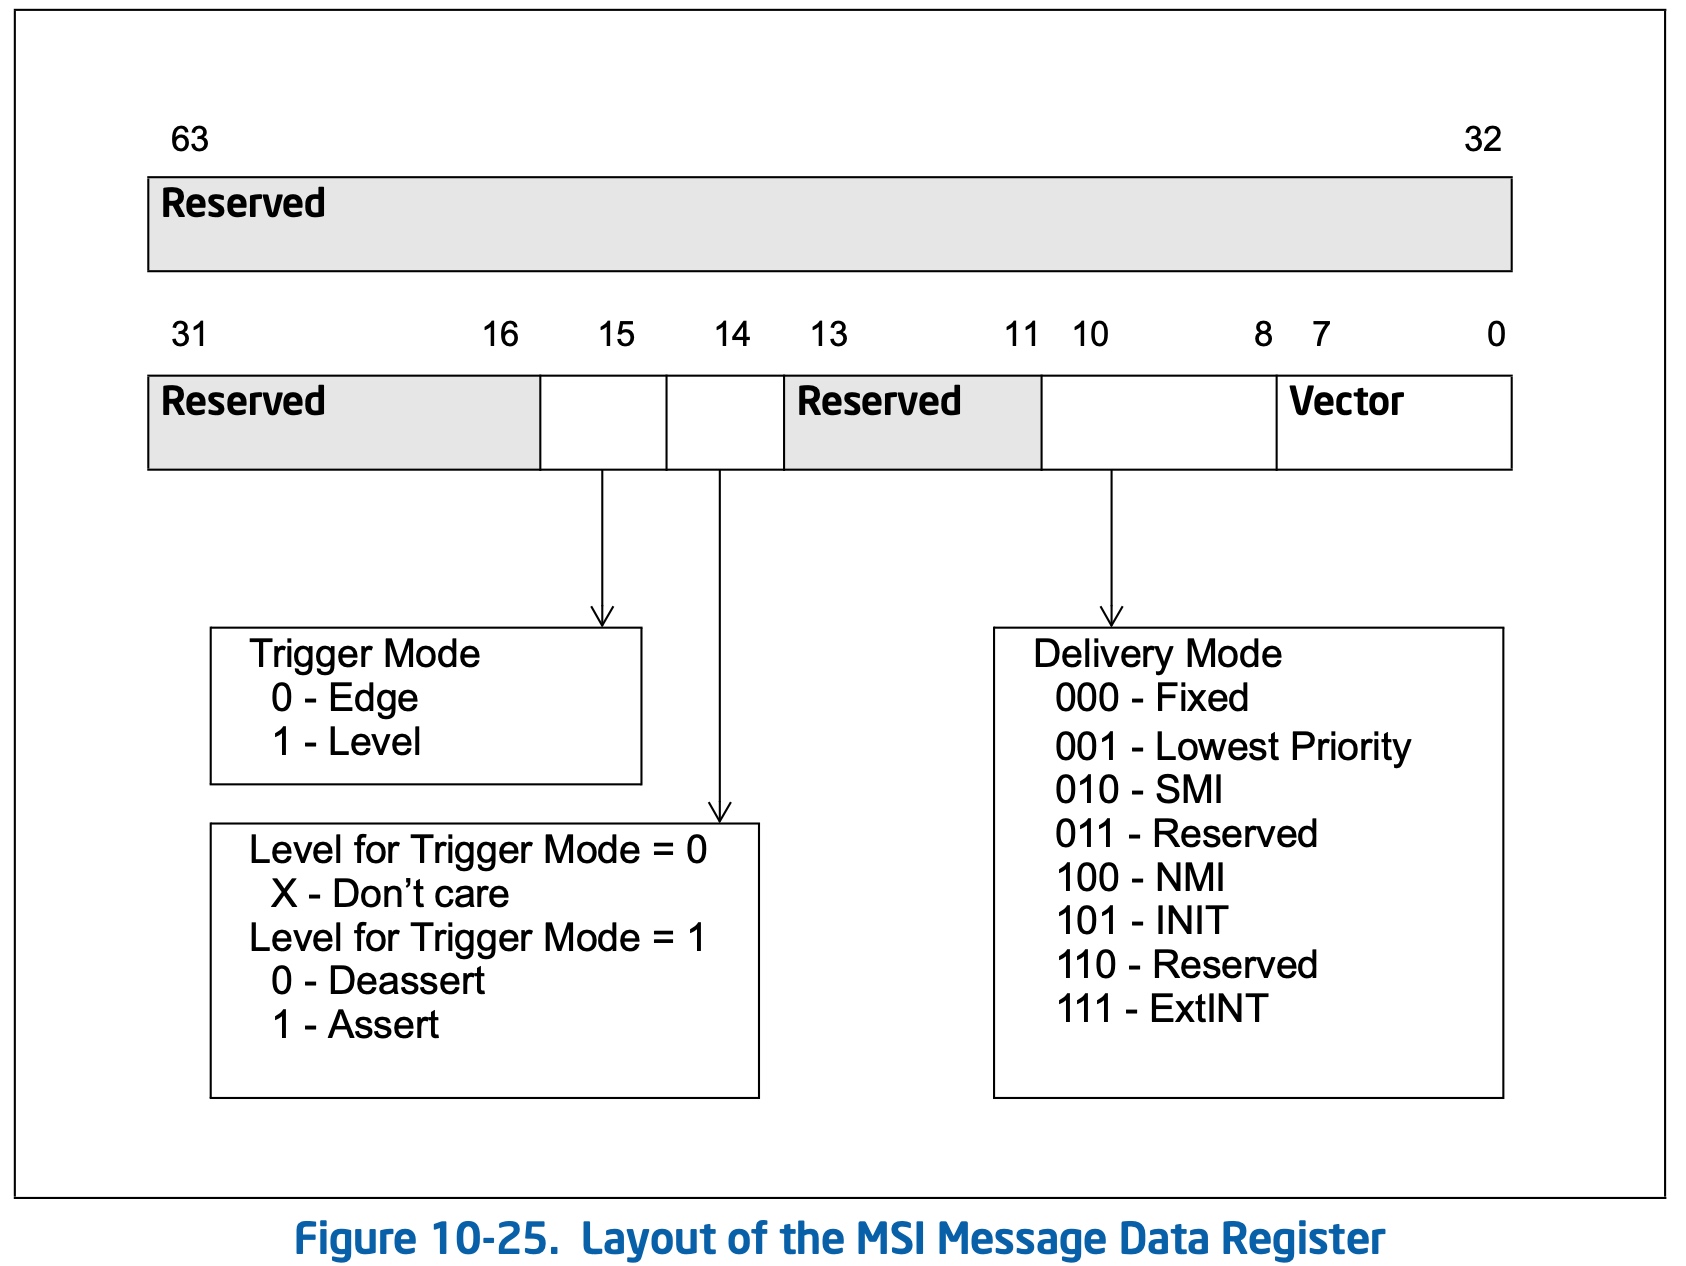 63 32
Reserved
31 16 15 14 13 11 10 8 7 0
Reserved Reserved Vector
Trigger Mode
0 - Edge
1 - Level
Level for Trigger Mode = 0
X - Don’t care
Level for Trigger Mode = 1
0 - Deassert
1 - Assert
Delivery Mode
000 - Fixed
001 - Lowest Priority
010 - SMI
011 - Reserved
100 - NMI
101 - INIT
110 - Reserved
111 - ExtINT
Figure 10-25. Layout of the MSI Message Data Register